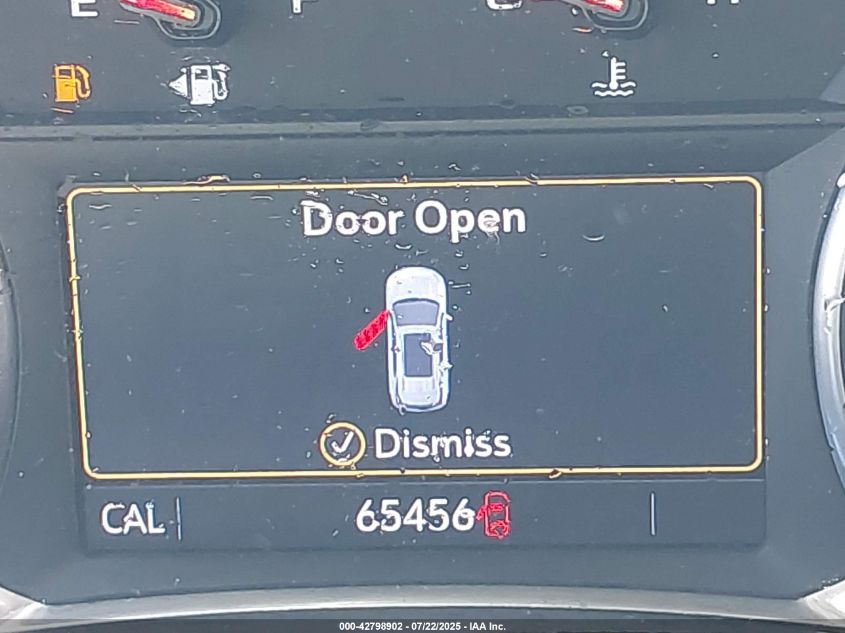 E F C H
Door Open
Dismiss
CAL 65456
000-42798902 - 07/22/2025 - IAA Inc.